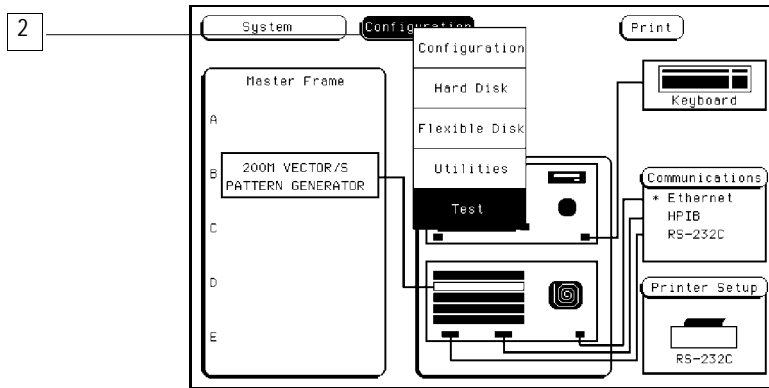 2
System
Configuration
Print
Configuration
Hard Disk
Flexible Disk
Utilities
Test
Master Frame
A
B
200M VECTOR/S
PATTERN GENERATOR
C
D
E
Keyboard
Communications
* Ethernet
HPIB
RS-232C
Printer Setup
RS-232C